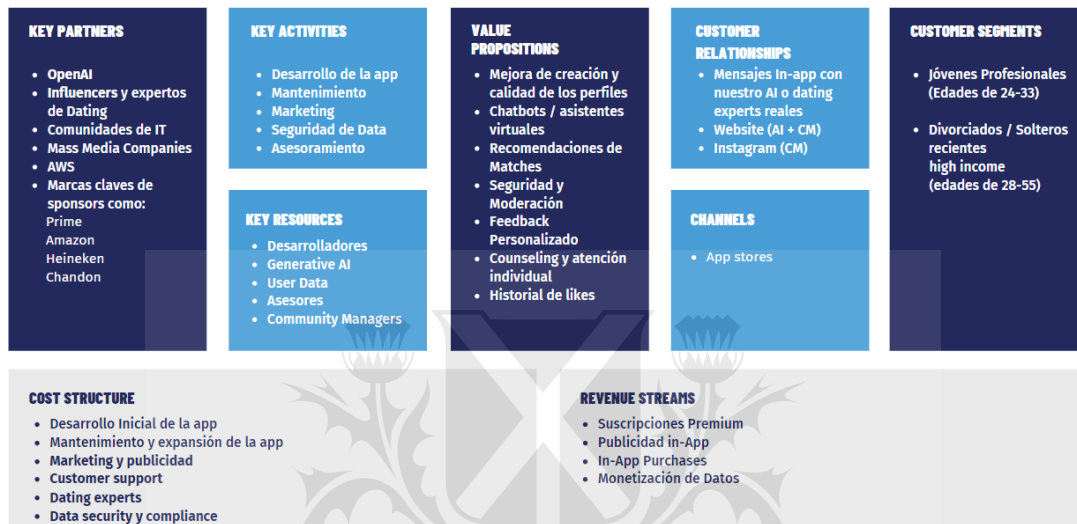 KEY PARTNERS
• OpenAI
• Influencers y expertos
de Dating
• Comunidades de IT
• Mass Media Companies
• AWS
• Marcas claves de
sponsors como:
Prime
Amazon
Heineken
Chandon
KEY ACTIVITIES
• Desarrollo de la app
• Mantenimiento
• Marketing
• Seguridad de Data
• Asesoramiento
KEY RESOURCES
• Desarrolladores
• Generative AI
• User Data
• Asesores
• Community Managers
VALUE
PROPOSITIONS
• Mejora de creación y
calidad de los perfiles
• Chatbots / asistentes
virtuales
• Recomendaciones de
Matches
• Seguridad y
Moderación
• Feedback
Personalizado
• Counseling y atención
individual
• Historial de likes
CUSTOMER
RELATIONSHIPS
• Mensajes In-app con
nuestro AI o dating
experts reales
• Website (AI + CM)
• Instagram (CM)
CHANNELS
• App stores
CUSTOMER SEGMENTS
• Jóvenes Profesionales
(Edades de 24-33)
• Divorciados / Solteros
recientes
high income
(edades de 28-55)
COST STRUCTURE
• Desarrollo Inicial de la app
• Mantenimiento y expansión de la app
• Marketing y publicidad
• Customer support
• Dating experts
• Data security y compliance
REVENUE STREAMS
• Suscripciones Premium
• Publicidad in-App
• In-App Purchases
• Monetización de Datos